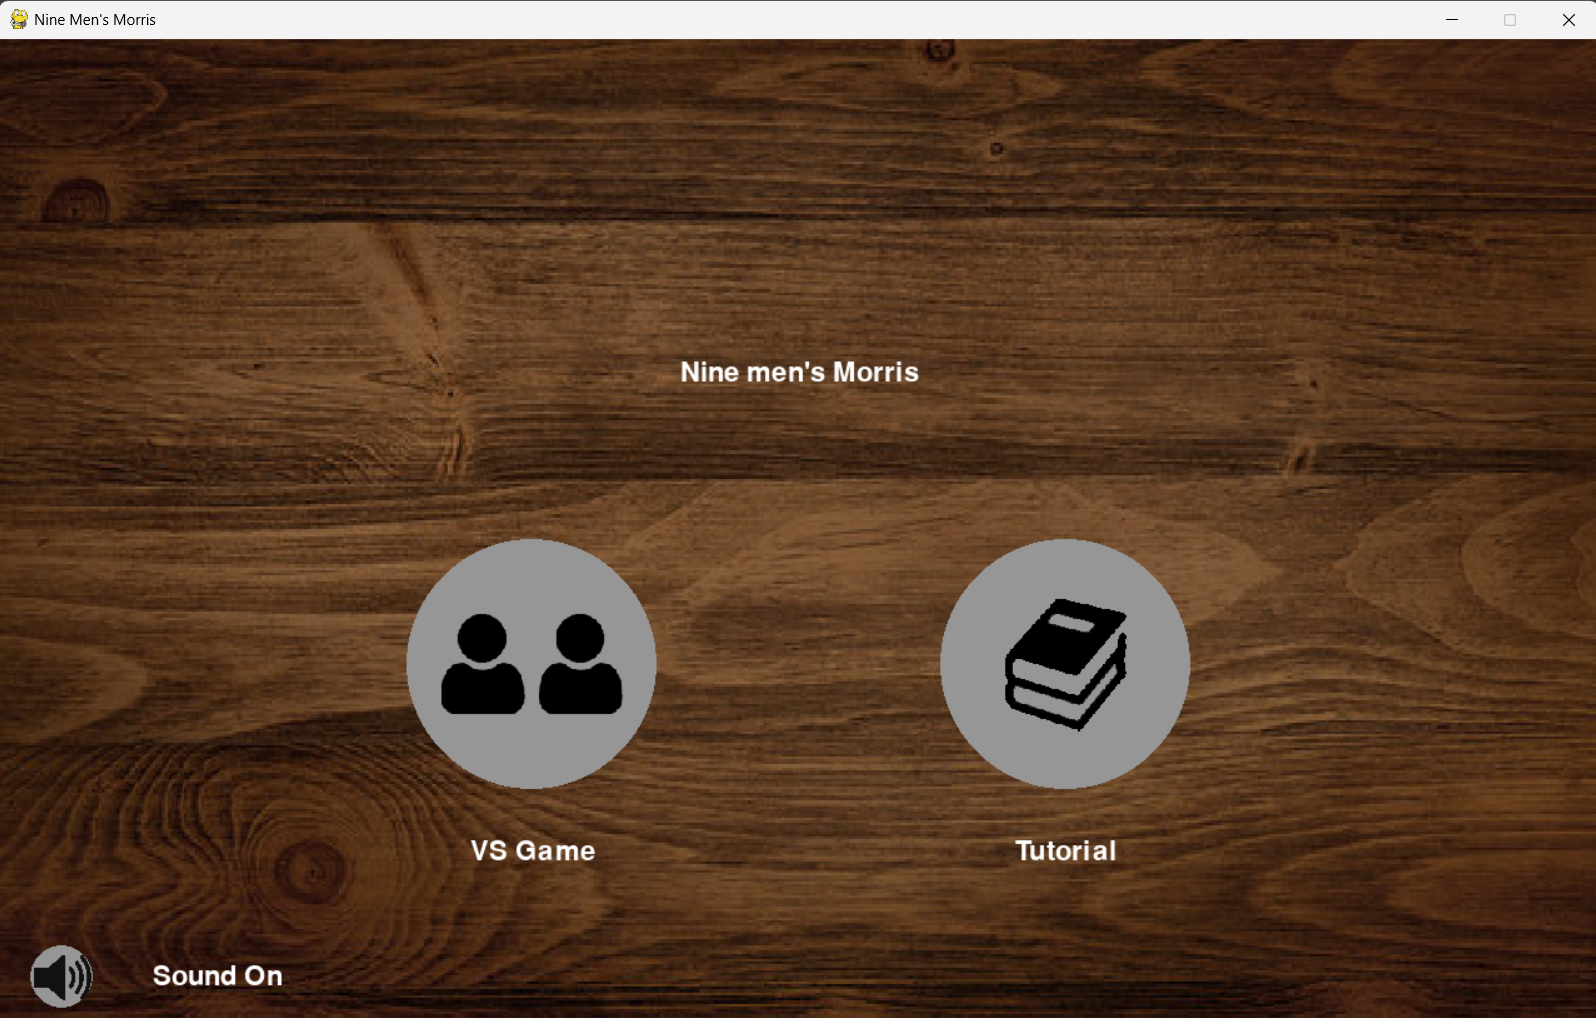 Nine Men's Morris
Nine men's Morris
VS Game
Tutorial
Sound On